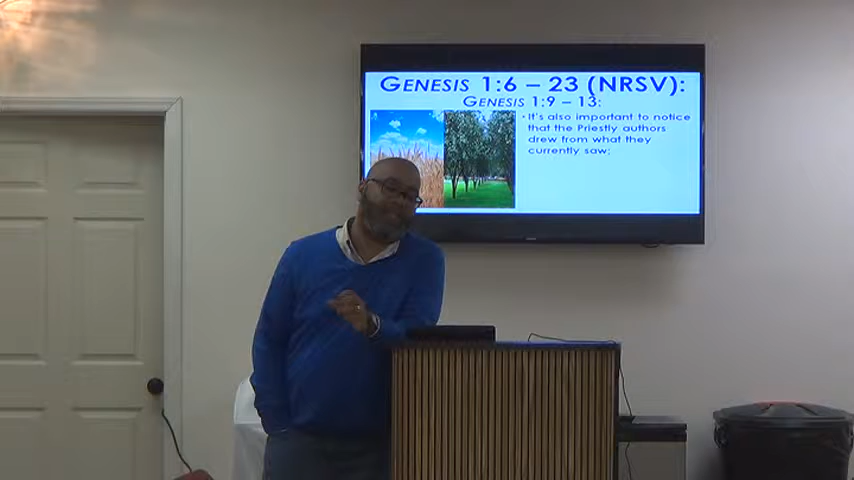 GENESIS 1:6 – 23 (NRSV):
GENESIS 1:9 – 13:
• It's also important to notice
that the Priestly authors
drew from what they
currently saw;